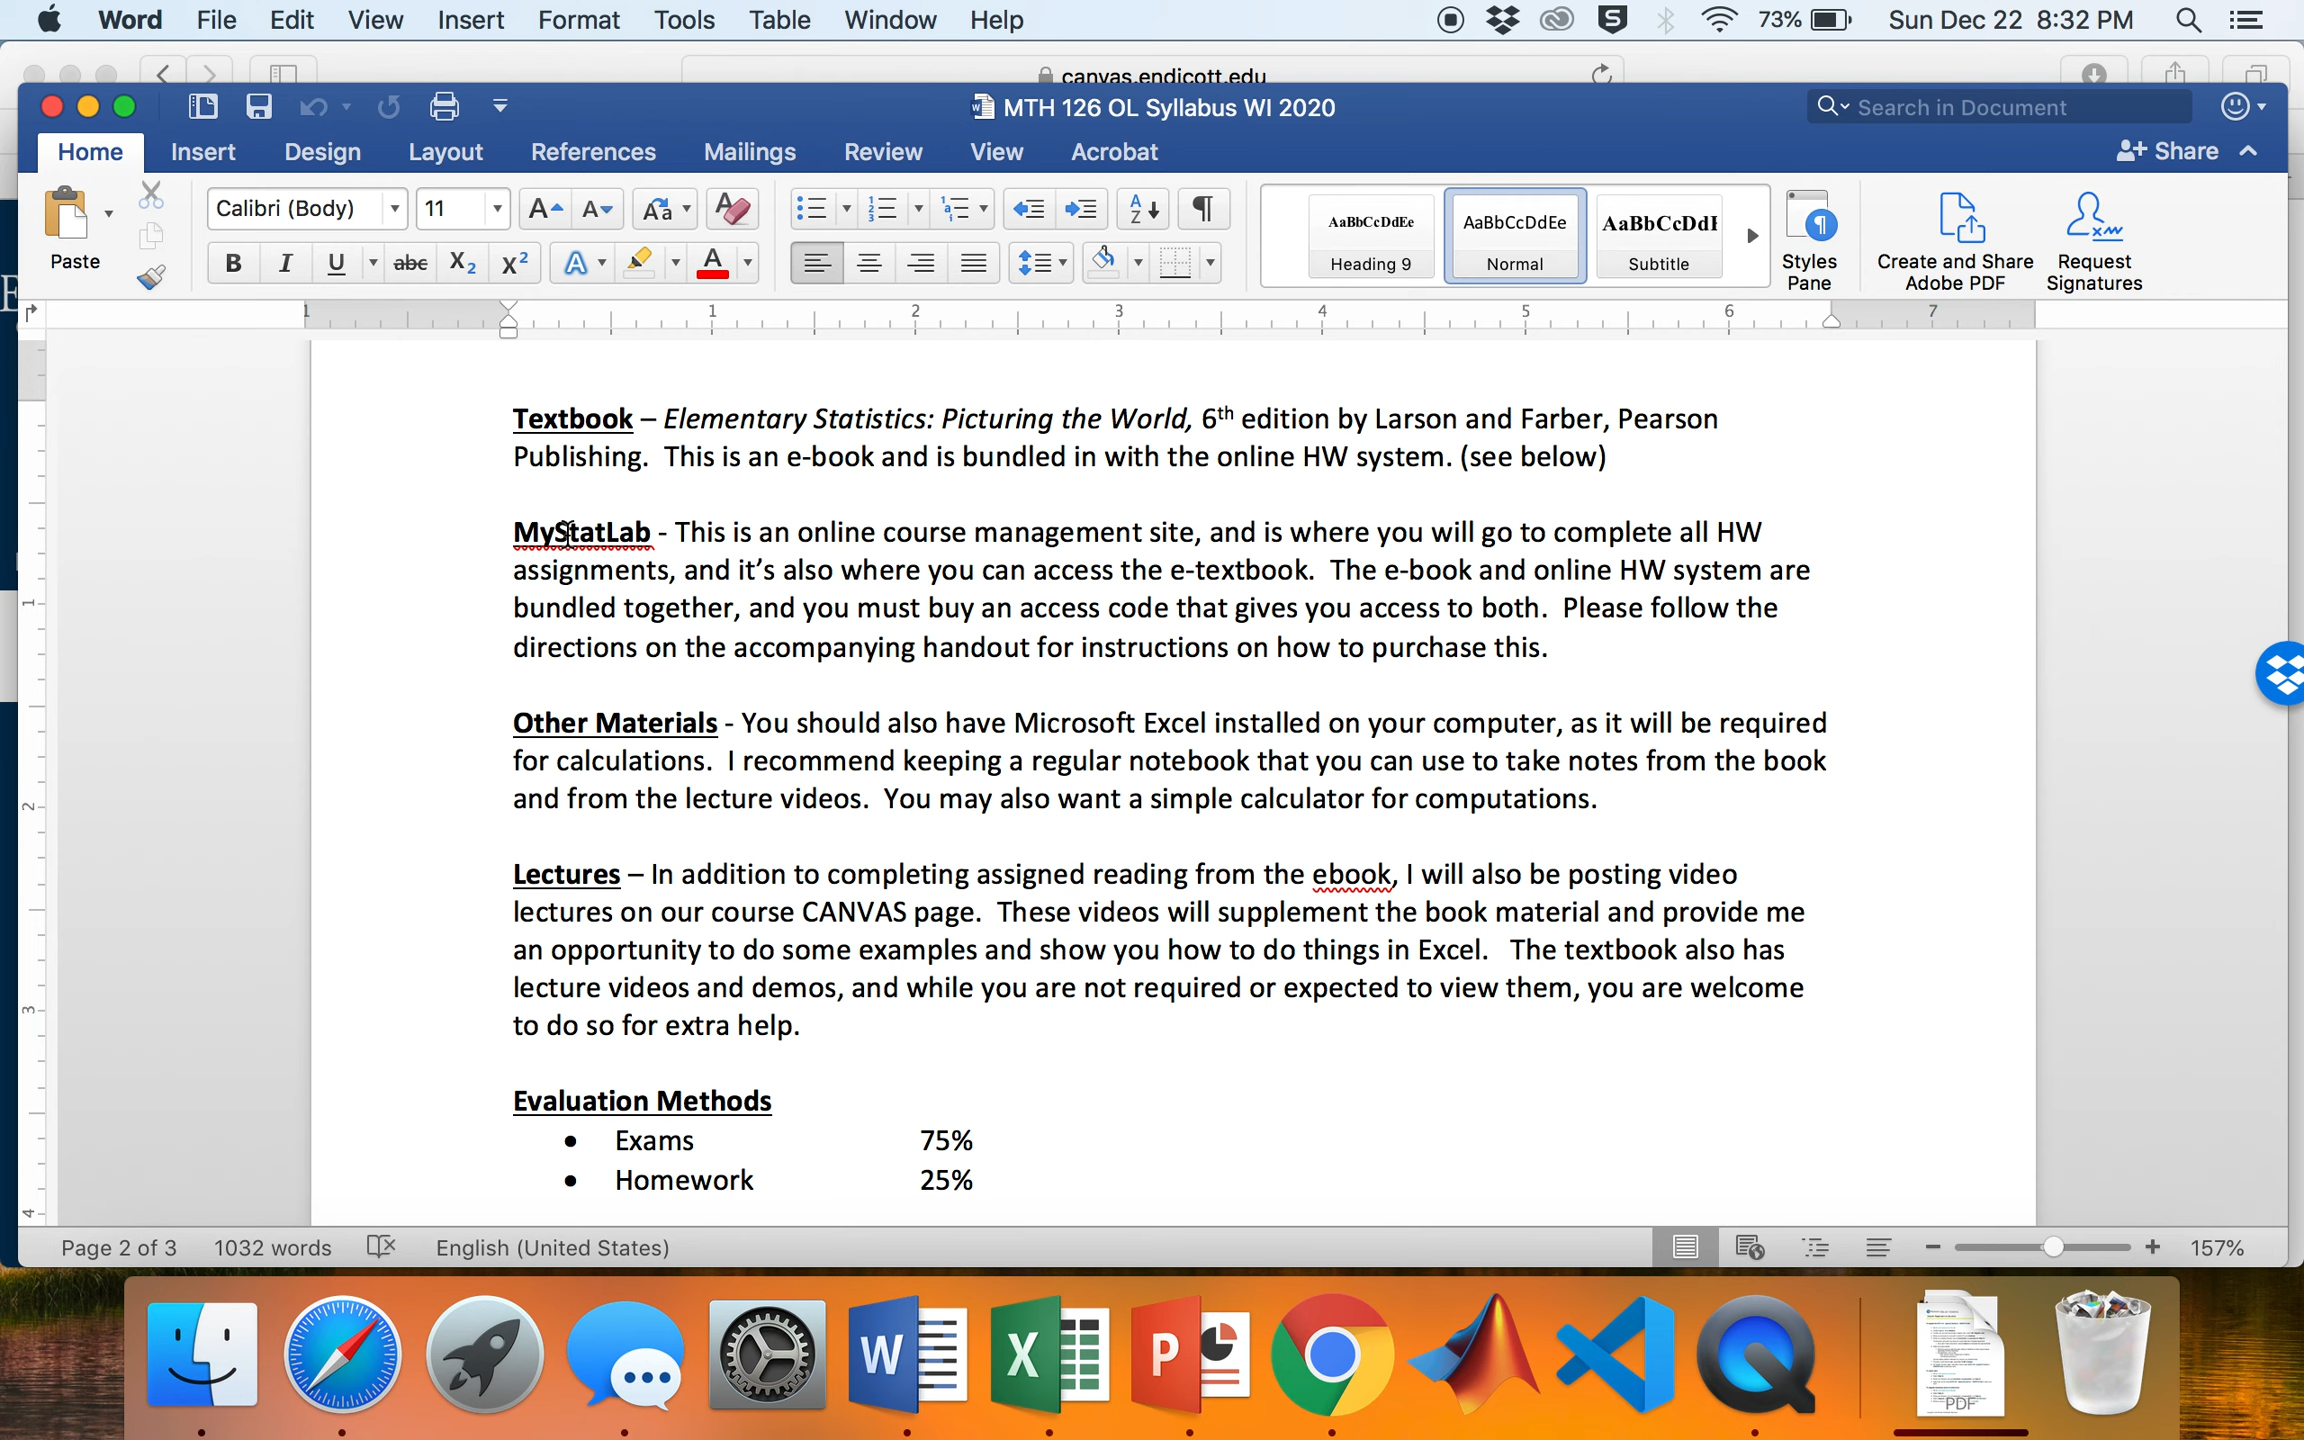 Word File Edit View Insert Format Tools Table Window Help 73% Sun Dec 22 8:32 PM
canvas.endicott.edu
MTH 126 OL Syllabus WI 2020 Search in Document
Home Insert Design Layout References Mailings Review View Acrobat Share
Calibri (Body) 11
AaBbCcDdEe AaBbCcDdEe AaBbCcDdE
Paste Heading 9 Normal Subtitle Styles Pane Create and Share Adobe PDF Request Signatures
1 1 2 3 4 5 6 7
Textbook – Elementary Statistics: Picturing the World, 6th edition by Larson and Farber, Pearson
Publishing.  This is an e-book and is bundled in with the online HW system. (see below)
MyStatLab - This is an online course management site, and is where you will go to complete all HW
assignments, and it’s also where you can access the e-textbook.  The e-book and online HW system are
bundled together, and you must buy an access code that gives you access to both.  Please follow the
directions on the accompanying handout for instructions on how to purchase this.
Other Materials - You should also have Microsoft Excel installed on your computer, as it will be required
for calculations.  I recommend keeping a regular notebook that you can use to take notes from the book
and from the lecture videos.  You may also want a simple calculator for computations.
Lectures – In addition to completing assigned reading from the ebook, I will also be posting video
lectures on our course CANVAS page.  These videos will supplement the book material and provide me
an opportunity to do some examples and show you how to do things in Excel.   The textbook also has
lecture videos and demos, and while you are not required or expected to view them, you are welcome
to do so for extra help.
Evaluation Methods
• Exams 75%
• Homework 25%
Page 2 of 3 1032 words English (United States) 157%
PDF